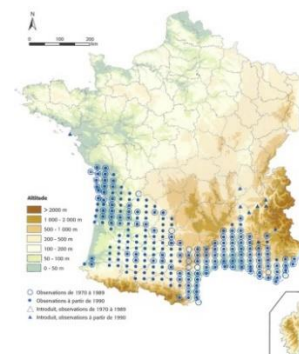 N
0 100 200
Altitude
> 2000 m
1 000 - 2 000 m
500 - 1 000 m
200 - 500 m
100 - 200 m
50 - 100 m
0 - 50 m
Observations de 1970 à 1989
Observations à partir de 1990
Introduit, observations de 1970 à 1989
Introduit, observations à partir de 1990